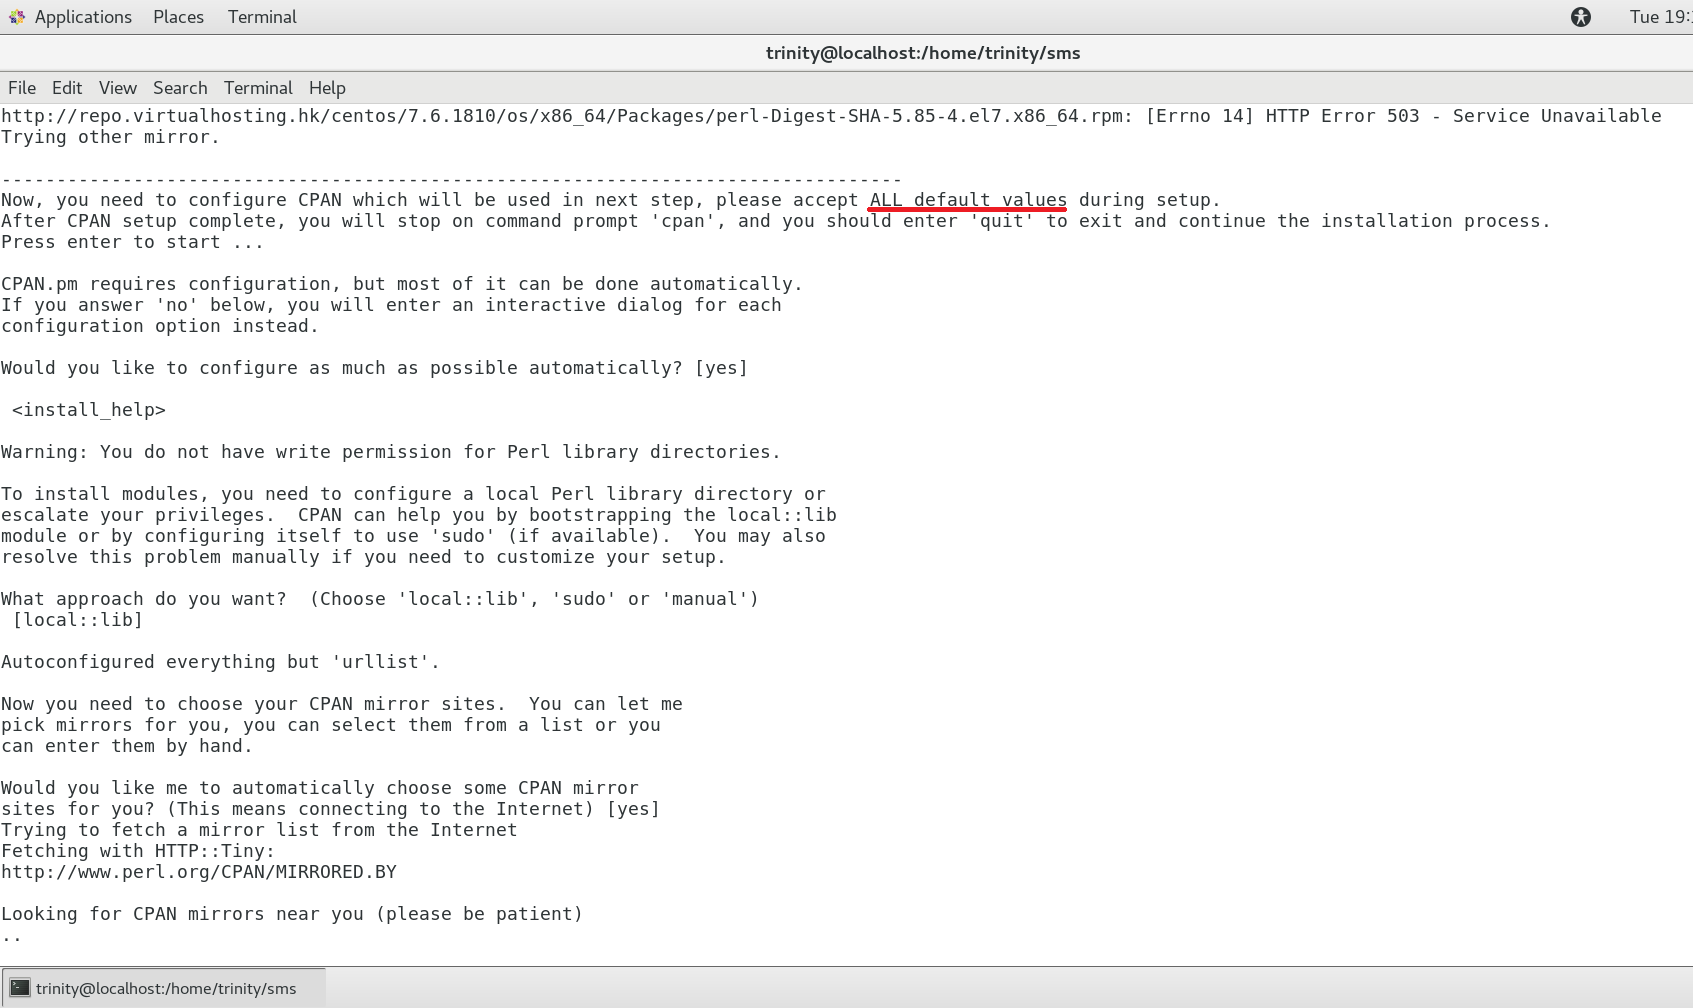 Applications Places Terminal Tue 19:
trinity@localhost:/home/trinity/sms
File Edit View Search Terminal Help
http://repo.virtualhosting.hk/centos/7.6.1810/os/x86_64/Packages/perl-Digest-SHA-5.85-4.el7.x86_64.rpm: [Errno 14] HTTP Error 503 - Service Unavailable
Trying other mirror.
----------------------------------------------------------------------------------
Now, you need to configure CPAN which will be used in next step, please accept ALL default values during setup.
After CPAN setup complete, you will stop on command prompt 'cpan', and you should enter 'quit' to exit and continue the installation process.
Press enter to start ...
CPAN.pm requires configuration, but most of it can be done automatically.
If you answer 'no' below, you will enter an interactive dialog for each
configuration option instead.
Would you like to configure as much as possible automatically? [yes]
<install_help>
Warning: You do not have write permission for Perl library directories.
To install modules, you need to configure a local Perl library directory or
escalate your privileges.  CPAN can help you by bootstrapping the local::lib
module or by configuring itself to use 'sudo' (if available).  You may also
resolve this problem manually if you need to customize your setup.
What approach do you want?  (Choose 'local::lib', 'sudo' or 'manual')
[local::lib]
Autoconfigured everything but 'urllist'.
Now you need to choose your CPAN mirror sites.  You can let me
pick mirrors for you, you can select them from a list or you
can enter them by hand.
Would you like me to automatically choose some CPAN mirror
sites for you? (This means connecting to the Internet) [yes]
Trying to fetch a mirror list from the Internet
Fetching with HTTP::Tiny:
http://www.perl.org/CPAN/MIRRORED.BY
Looking for CPAN mirrors near you (please be patient)
..
trinity@localhost:/home/trinity/sms